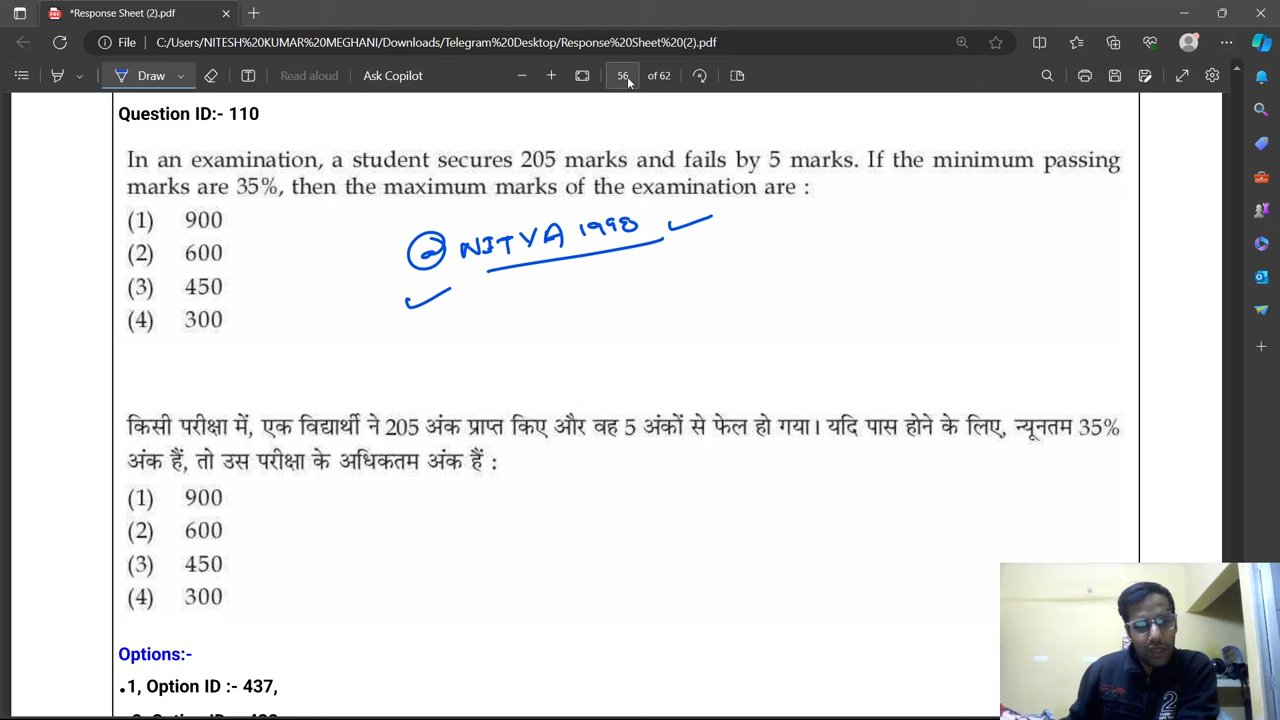 *Response Sheet (2).pdf
File C:/Users/NITESH%20KUMAR%20MEGHANI/Downloads/Telegram%20Desktop/Response%20Sheet%20(2).pdf
Draw Read aloud Ask Copilot 56 of 62
Question ID:- 110
In an examination, a student secures 205 marks and fails by 5 marks. If the minimum passing
marks are 35%, then the maximum marks of the examination are :
(1) 900
(2) 600
(3) 450
(4) 300
@ NITYA 1998
किसी परीक्षा में, एक विद्यार्थी ने 205 अंक प्राप्त किए और वह 5 अंकों से फेल हो गया। यदि पास होने के लिए, न्यूनतम 35%
अंक हैं, तो उस परीक्षा के अधिकतम अंक हैं :
(1) 900
(2) 600
(3) 450
(4) 300
Options:-
.1, Option ID :- 437,